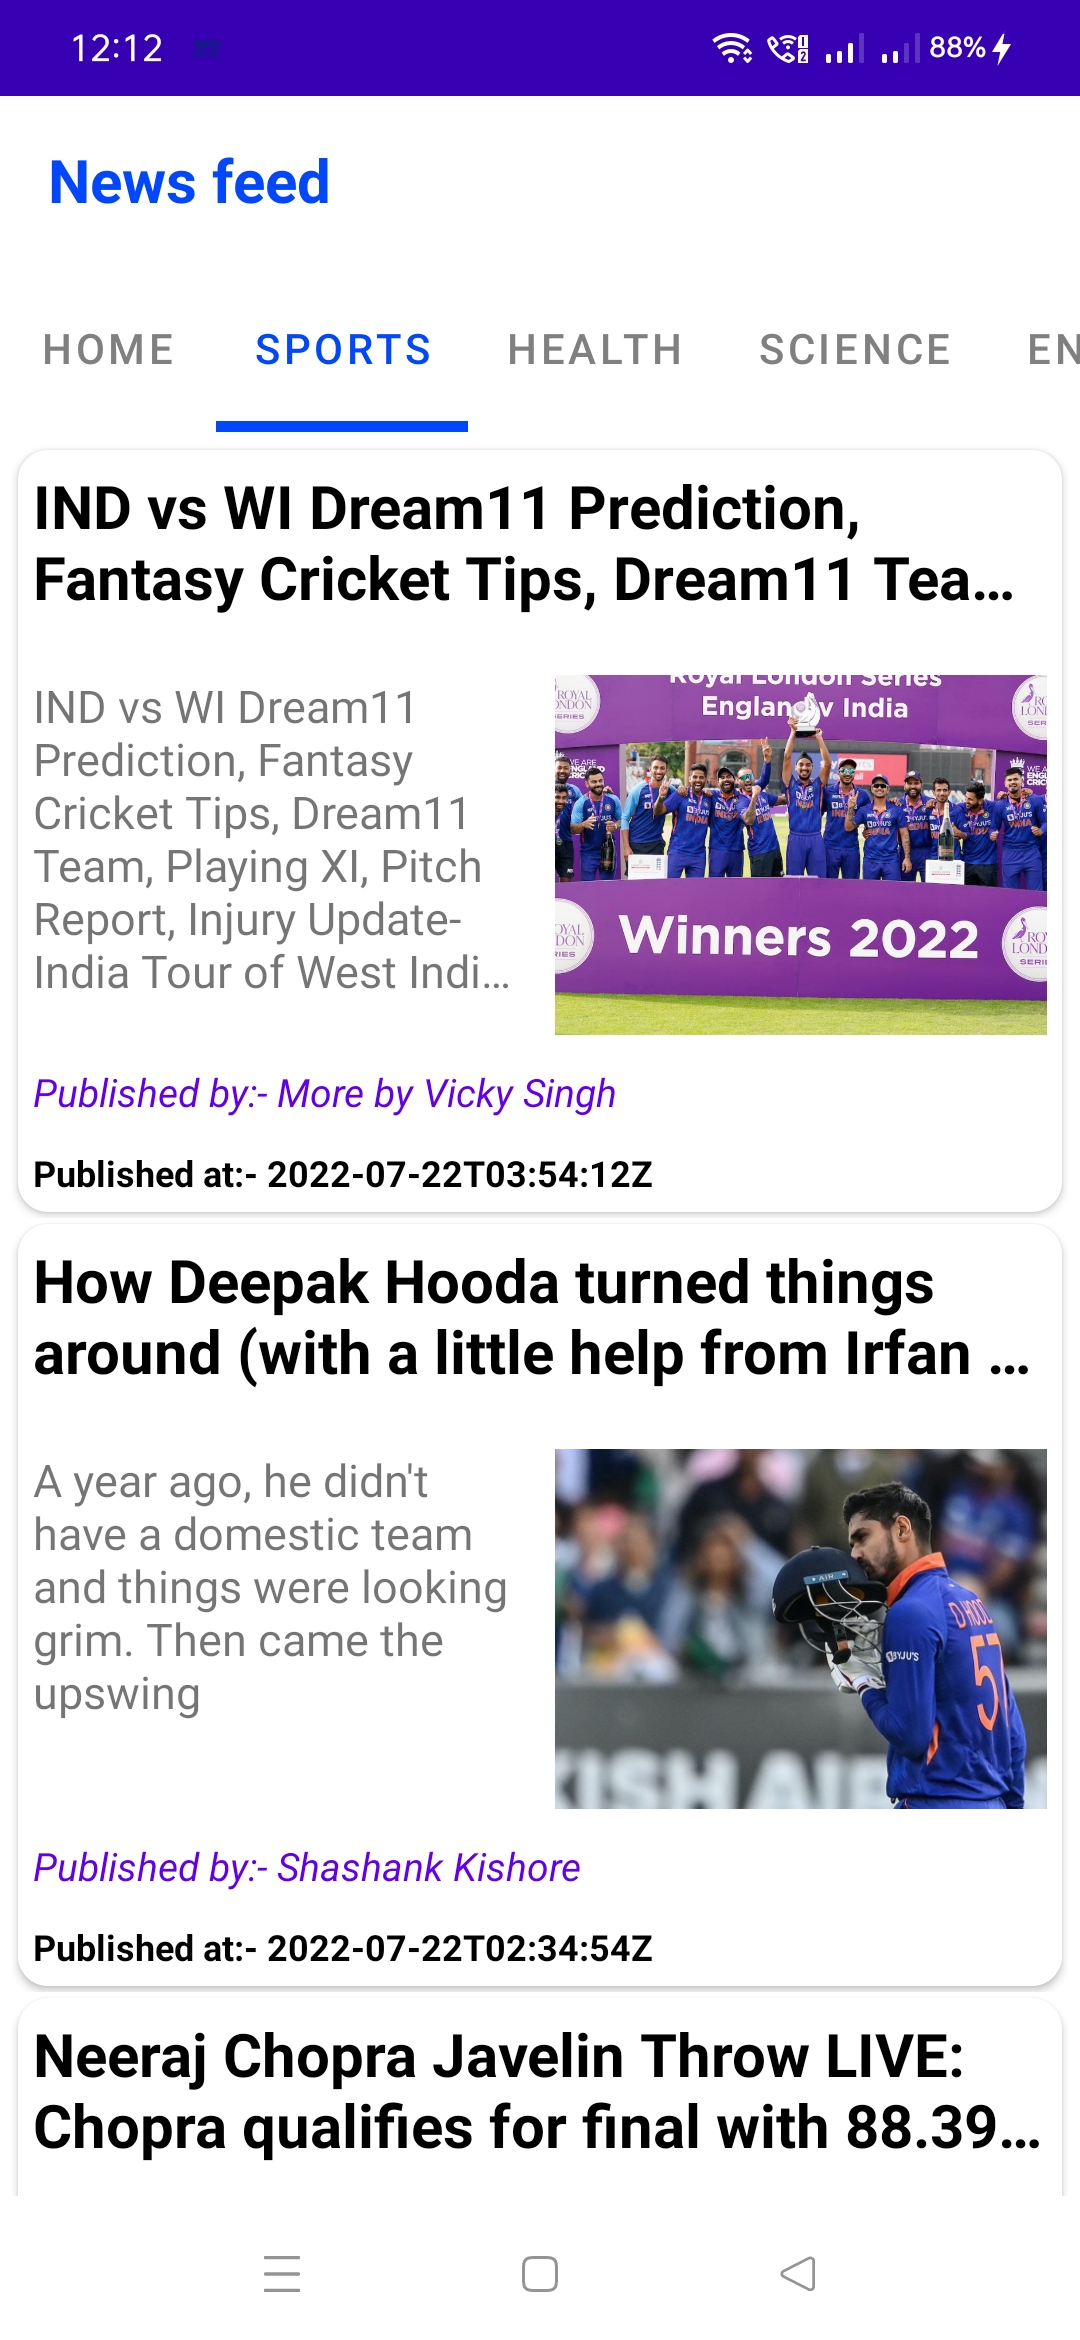 12:12
88%
News feed
HOME SPORTS HEALTH SCIENCE EN
IND vs WI Dream11 Prediction,
Fantasy Cricket Tips, Dream11 Tea...
IND vs WI Dream11
Prediction, Fantasy
Cricket Tips, Dream11
Team, Playing XI, Pitch
Report, Injury Update-
India Tour of West Indi...
Royal London Series
England v India
Winners 2022
Published by:- More by Vicky Singh
Published at:- 2022-07-22T03:54:12Z
How Deepak Hooda turned things
around (with a little help from Irfan ...
A year ago, he didn't
have a domestic team
and things were looking
grim. Then came the
upswing
D HOOD
57
BYJU'S
KISH AIR
Published by:- Shashank Kishore
Published at:- 2022-07-22T02:34:54Z
Neeraj Chopra Javelin Throw LIVE:
Chopra qualifies for final with 88.39...